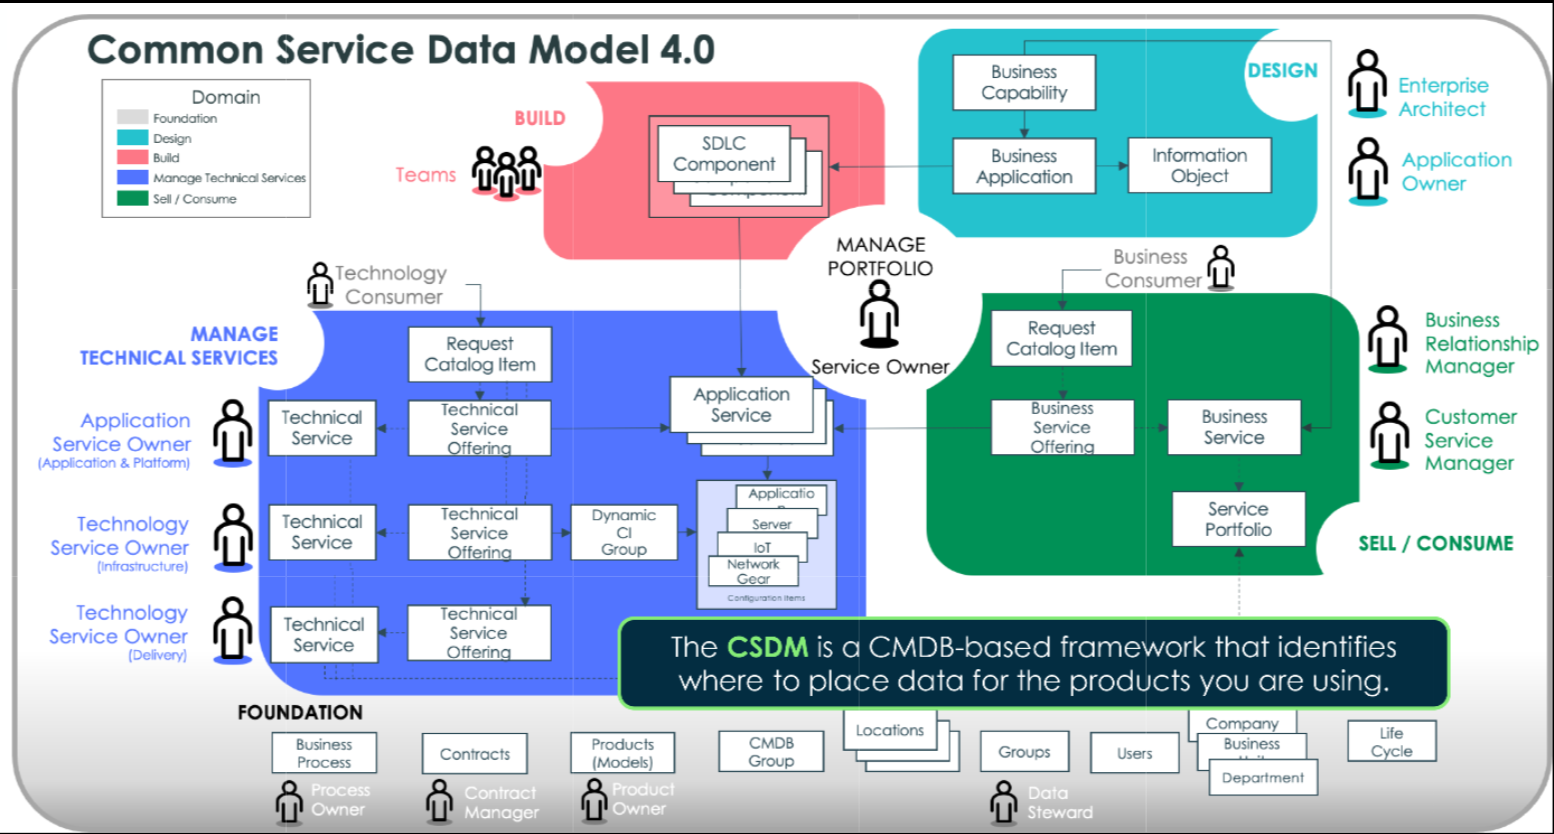 Common Service Data Model 4.0
Domain
Foundation
Design
Build
Manage Technical Services
Sell / Consume
BUILD
Teams
SDLC
Component
DESIGN
Business
Capability
Business
Application
Information
Object
Enterprise
Architect
Application
Owner
MANAGE
PORTFOLIO
Service Owner
Technology
Consumer
Business
Consumer
MANAGE
TECHNICAL SERVICES
Request
Catalog Item
Application
Service Owner
(Application & Platform)
Technical
Service
Technical
Service
Offering
Application
Service
Technology
Service Owner
(Infrastructure)
Technical
Service
Technical
Service
Offering
Dynamic
CI
Group
Applicatio
Server
IoT
Network
Gear
Configuration Items
Technology
Service Owner
(Delivery)
Technical
Service
Technical
Service
Offering
Request
Catalog Item
Business
Service
Offering
Business
Service
Service
Portfolio
Business
Relationship
Manager
Customer
Service
Manager
SELL / CONSUME
The CSDM is a CMDB-based framework that identifies
where to place data for the products you are using.
FOUNDATION
Business
Process
Contracts
Products
(Models)
CMDB
Group
Locations
Groups
Users
Company
Business
Department
Life
Cycle
Process
Owner
Contract
Manager
Product
Owner
Data
Steward